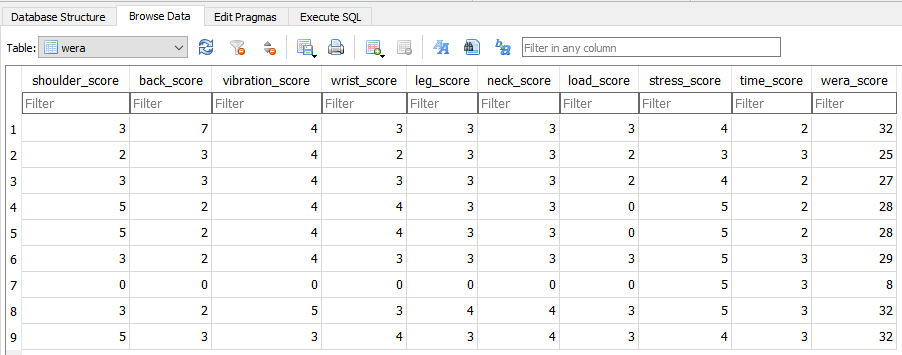 Database Structure Browse Data Edit Pragmas Execute SQL
Table: wera Filter in any column
shoulder_score back_score vibration_score wrist_score leg_score neck_score load_score stress_score time_score wera_score
Filter Filter Filter Filter Filter Filter Filter Filter Filter Filter
1 3 7 4 3 3 3 3 4 2 32
2 2 3 4 2 3 3 2 3 3 25
3 3 3 4 3 3 3 2 4 2 27
4 5 2 4 4 3 3 0 5 2 28
5 5 2 4 4 3 3 0 5 2 28
6 3 2 4 3 3 3 3 5 3 29
7 0 0 0 0 0 0 0 5 3 8
8 3 2 5 3 4 4 3 5 3 32
9 5 3 3 4 3 4 3 4 3 32